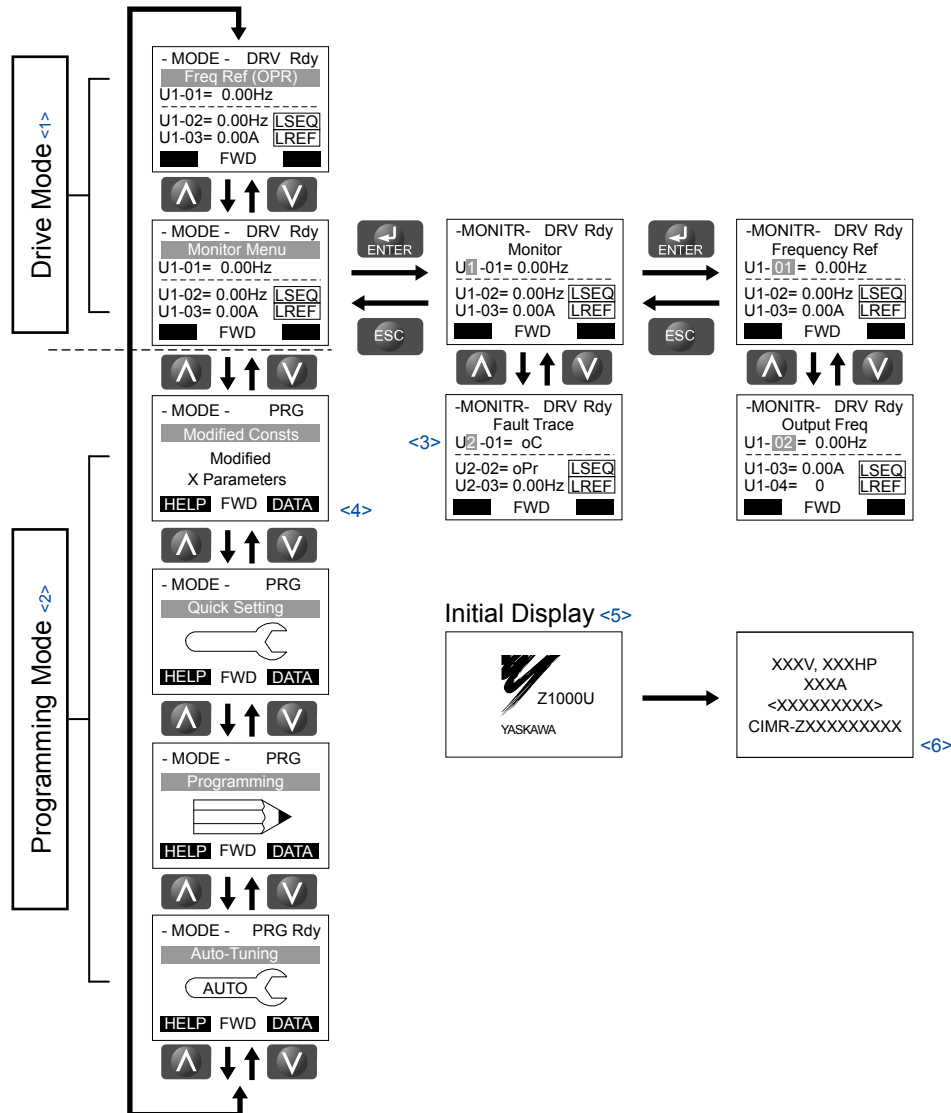 Drive Mode <1>
- MODE - DRV Rdy
Freq Ref (OPR)
U1-01= 0.00Hz
U1-02= 0.00Hz LSEQ
U1-03= 0.00A LREF
FWD
- MODE - DRV Rdy
Monitor Menu
U1-01= 0.00Hz
U1-02= 0.00Hz LSEQ
U1-03= 0.00A LREF
FWD
ENTER
ESC
-MONITR- DRV Rdy
Monitor
U1 -01= 0.00Hz
U1-02= 0.00Hz LSEQ
U1-03= 0.00A LREF
FWD
ENTER
ESC
-MONITR- DRV Rdy
Frequency Ref
U1- 01 = 0.00Hz
U1-02= 0.00Hz LSEQ
U1-03= 0.00A LREF
FWD
<3>
-MONITR- DRV Rdy
Fault Trace
U2 -01= oC
U2-02= oPr LSEQ
U2-03= 0.00Hz LREF
FWD
-MONITR- DRV Rdy
Output Freq
U1- 02 = 0.00Hz
U1-03= 0.00A LSEQ
U1-04= 0 LREF
FWD
Programming Mode <2>
- MODE - PRG
Modified Consts
Modified
X Parameters
HELP FWD DATA
<4>
- MODE - PRG
Quick Setting
HELP FWD DATA
- MODE - PRG
Programming
HELP FWD DATA
- MODE - PRG Rdy
Auto-Tuning
AUTO
HELP FWD DATA
Initial Display <5>
Z1000U
YASKAWA
XXXV, XXXHP
XXXA
<XXXXXXXXX>
CIMR-ZXXXXXXXXX
<6>